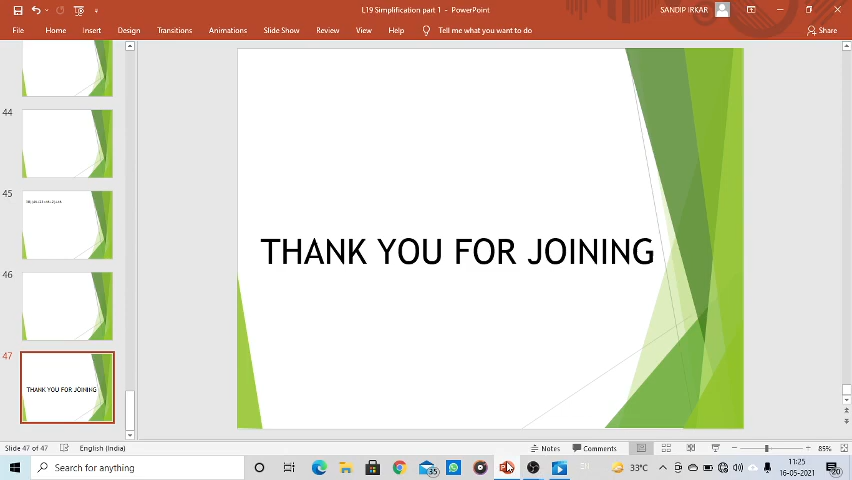 L19 Simplification part 1 - PowerPoint
SANDIP IRKAR
File Home Insert Design Transitions Animations Slide Show Review View Help Tell me what you want to do Share
44
45
46
47
THANK YOU FOR JOINING
THANK YOU FOR JOINING
Slide 47 of 47 English (India) Notes Comments 85%
Search for anything 35 33°C 11:25
16-05-2021 20